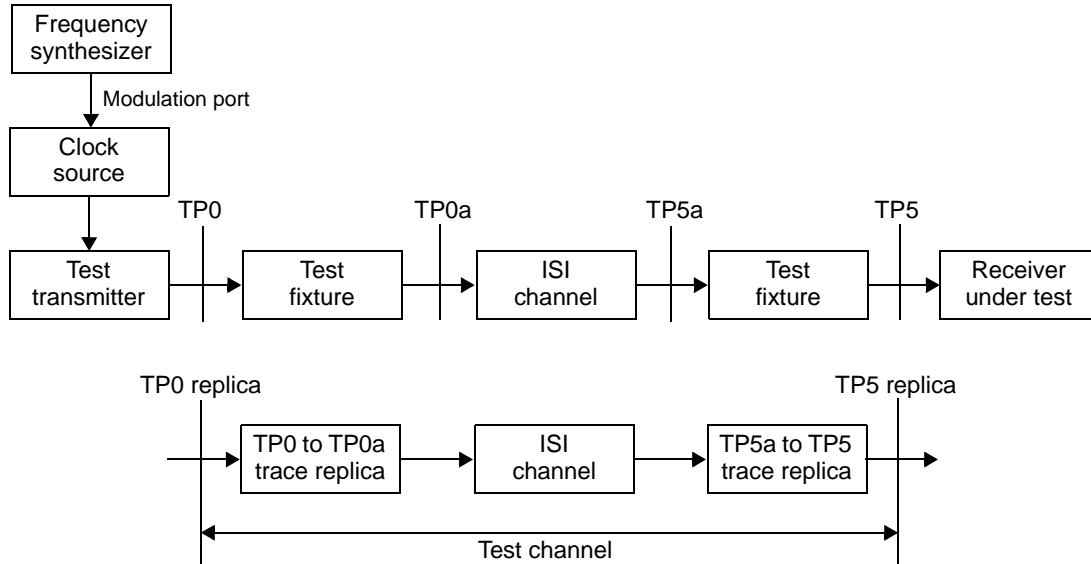 Frequency
synthesizer
Modulation port
Clock
source
TP0
TP0a
TP5a
TP5
Test
transmitter
Test
fixture
ISI
channel
Test
fixture
Receiver
under test
TP0 replica
TP5 replica
TP0 to TP0a
trace replica
ISI
channel
TP5a to TP5
trace replica
Test channel